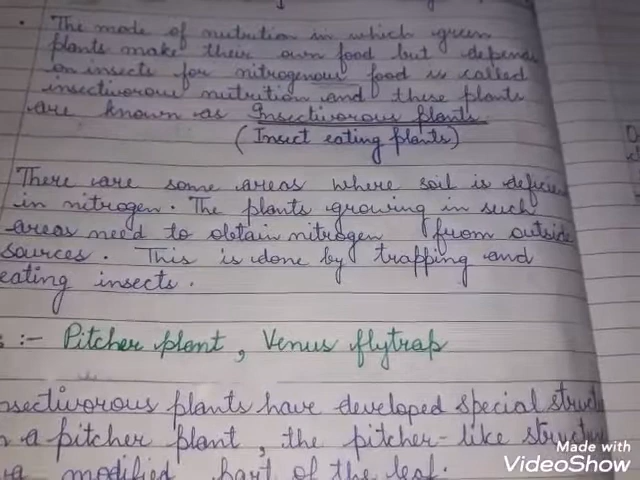 • The mode of nutrition in which green
plants make their own food but depend
on insects for nitrogenous food is called
insectivorous nutrition and these plants
are known as Insectivorous plants
(Insect eating plants)
There are some areas where soil is deficie
in nitrogen. The plants growing in such
areas need to obtain nitrogen from outside
sources. This is done by trapping and
eating insects.
s :- Pitcher plant, Venus flytrap
nsectivorous plants have developed special struct
a pitcher plant, the pitcher-like structu
a modified part of the leaf.
Made with
VideoShow